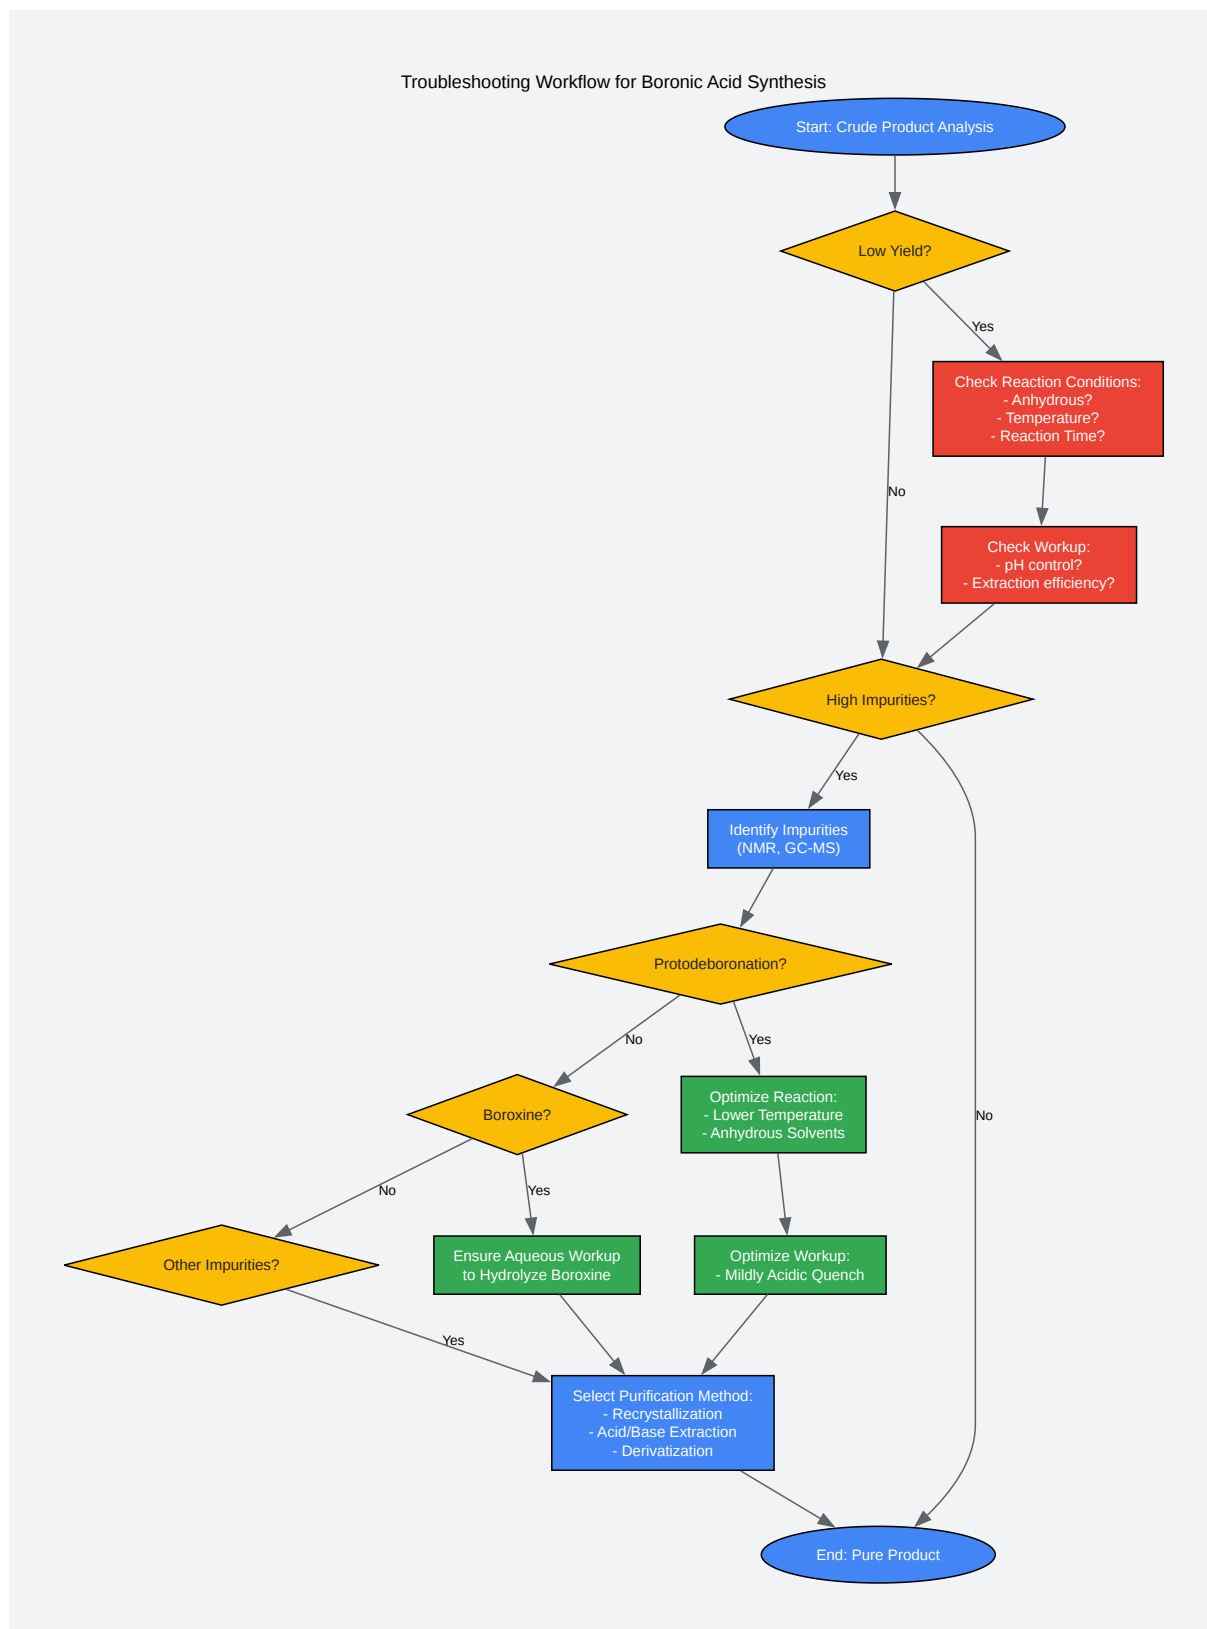 Troubleshooting Workflow for Boronic Acid Synthesis
Start: Crude Product Analysis
Low Yield?
Yes
Check Reaction Conditions:
- Anhydrous?
- Temperature?
- Reaction Time?
No
Check Workup:
- pH control?
- Extraction efficiency?
High Impurities?
Yes
Identify Impurities
(NMR, GC-MS)
Protodeboronation?
No
Yes
Boroxine?
Optimize Reaction:
- Lower Temperature
- Anhydrous Solvents
No
No
Yes
Other Impurities?
Ensure Aqueous Workup
to Hydrolyze Boroxine
Optimize Workup:
- Mildly Acidic Quench
Yes
Select Purification Method:
- Recrystallization
- Acid/Base Extraction
- Derivatization
End: Pure Product